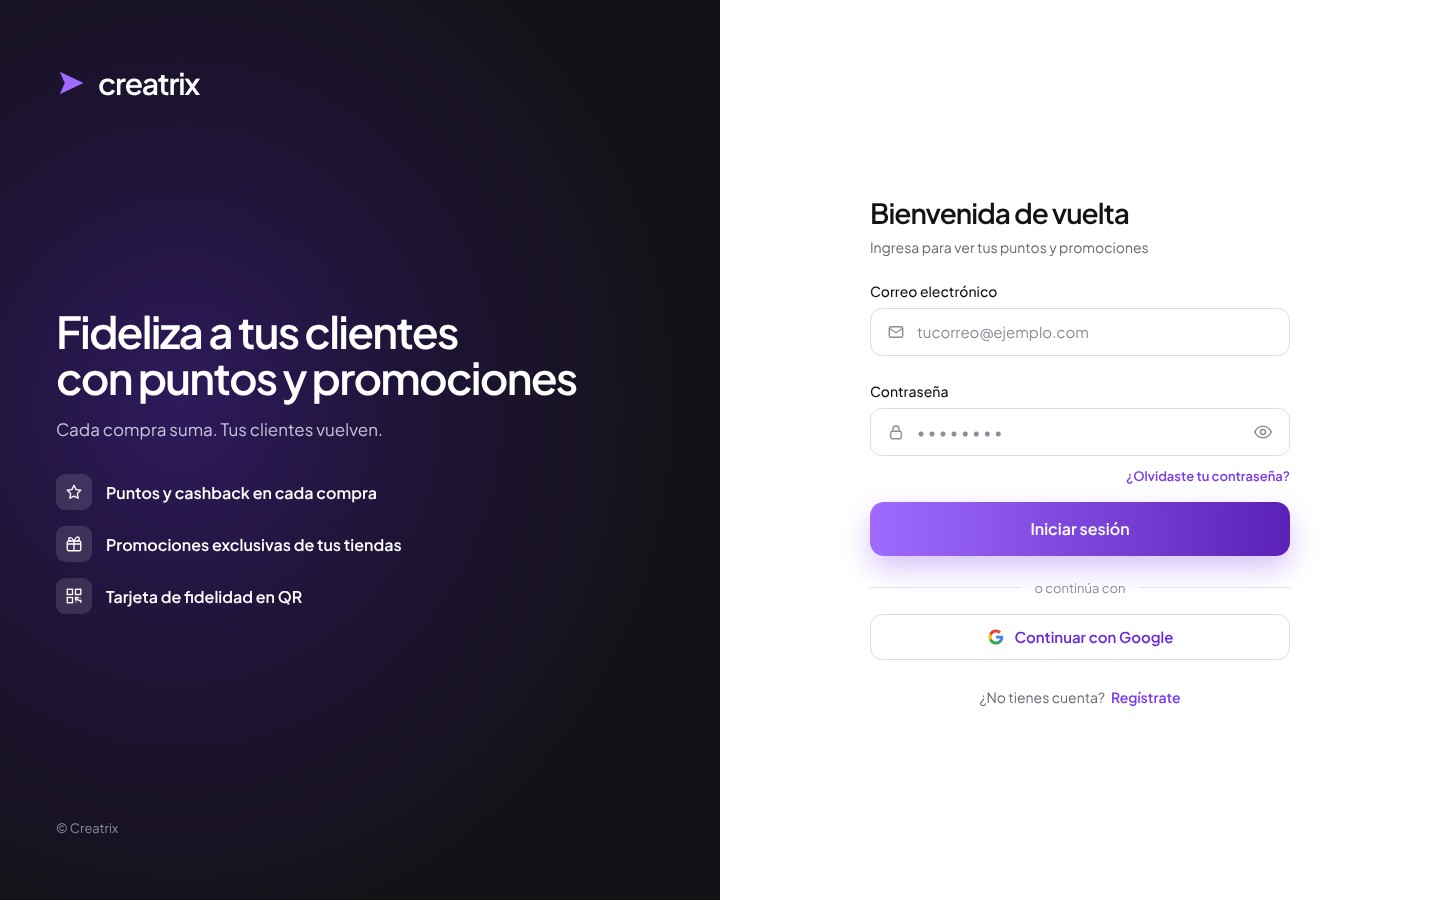 creatrix
Fideliza a tus clientes
con puntos y promociones
Cada compra suma. Tus clientes vuelven.
Puntos y cashback en cada compra
Promociones exclusivas de tus tiendas
Tarjeta de fidelidad en QR
© Creatrix
Bienvenida de vuelta
Ingresa para ver tus puntos y promociones
Correo electrónico
tucorreo@ejemplo.com
Contraseña
••••••••
¿Olvidaste tu contraseña?
Iniciar sesión
o continúa con
Continuar con Google
¿No tienes cuenta? Regístrate